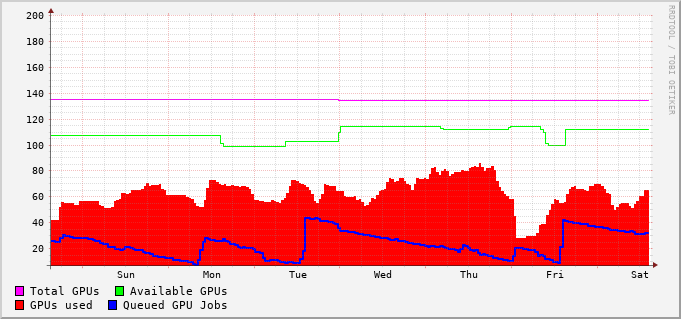 200
180
160
140
120
100
80
60
40
20
Sun Mon Tue Wed Thu Fri Sat
Total GPUs Available GPUs
GPUs used Queued GPU Jobs
RRDTOOL / TOBI OETIKER